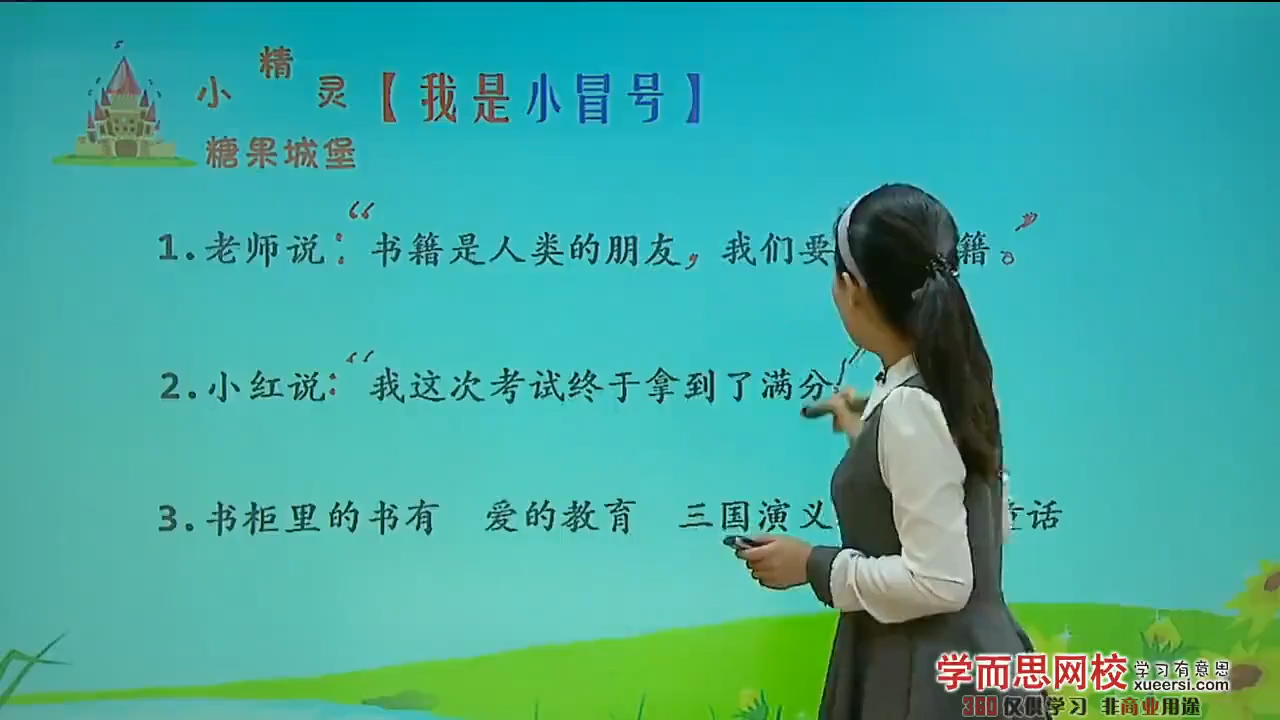 小精灵【我是小冒号】
糖果城堡
1.老师说：“书籍是人类的朋友，我们要 籍。”
2.小红说：“我这次考试终于拿到了满分！
3.书柜里的书有 爱的教育 三国演义 童话
学而思网校 学习有意思
xueersi.com
380仅供学习 非商业用途